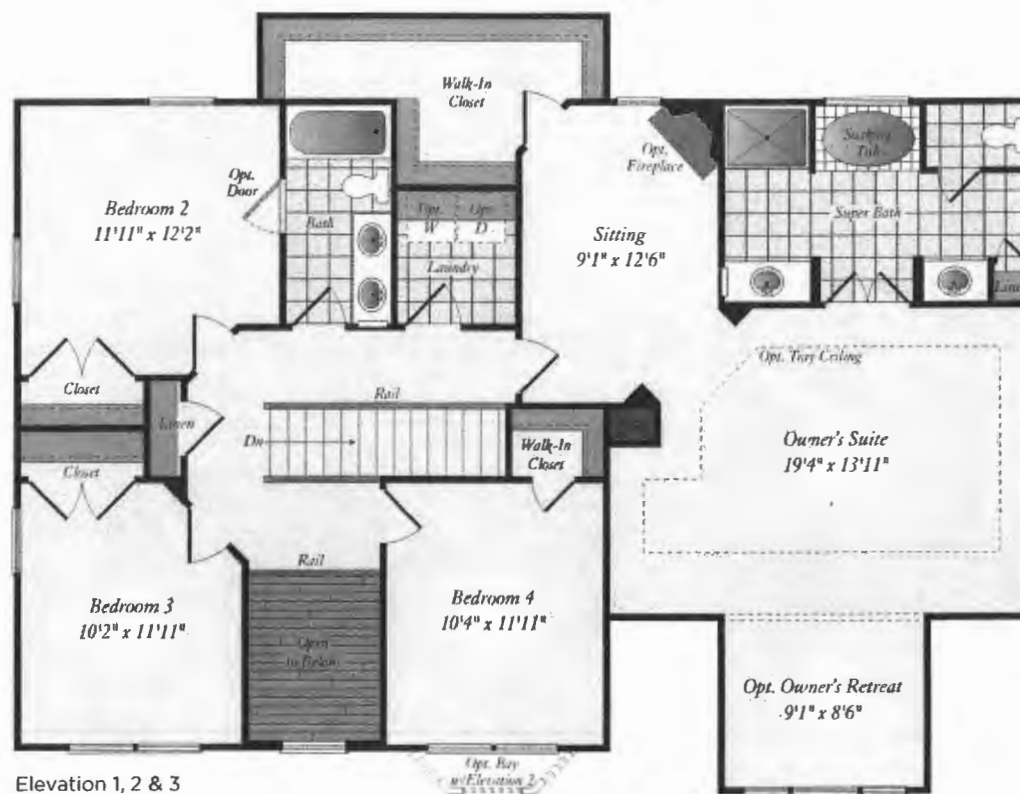 Walk-In
Closet
Opt.
Fireplace
Soaking
Tub
Opt.
Door
Bedroom 2
11'11" x 12'2"
Bath
Opt. Opt.
W D
Laundry
Sitting
9'1" x 12'6"
Super Bath
Opt. Tray Ceiling
Closet
Linen
Rail
Dn
Walk-In
Closet
Owner's Suite
19'4" x 13'11"
Closet
Rail
Bedroom 3
10'2" x 11'11"
Open
to Below
Bedroom 4
10'4" x 11'11"
Opt. Owner's Retreat
9'1" x 8'6"
Opt. Bay
w/Elevation 2
Elevation 1, 2 & 3